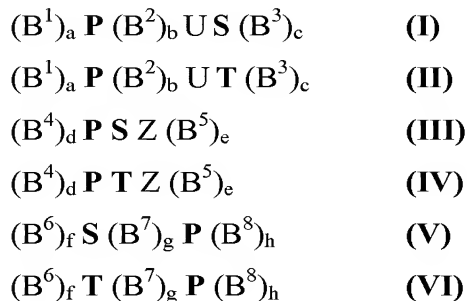 (B¹)ₐ P (B²)b U S (B³)c (I)
(B¹)ₐ P (B²)b U T (B³)c (II)
(B⁴)d P S Z (B⁵)ₑ (III)
(B⁴)d P T Z (B⁵)ₑ (IV)
(B⁶)f S (B⁷)g P (B⁸)ₕ (V)
(B⁶)f T (B⁷)g P (B⁸)ₕ (VI)